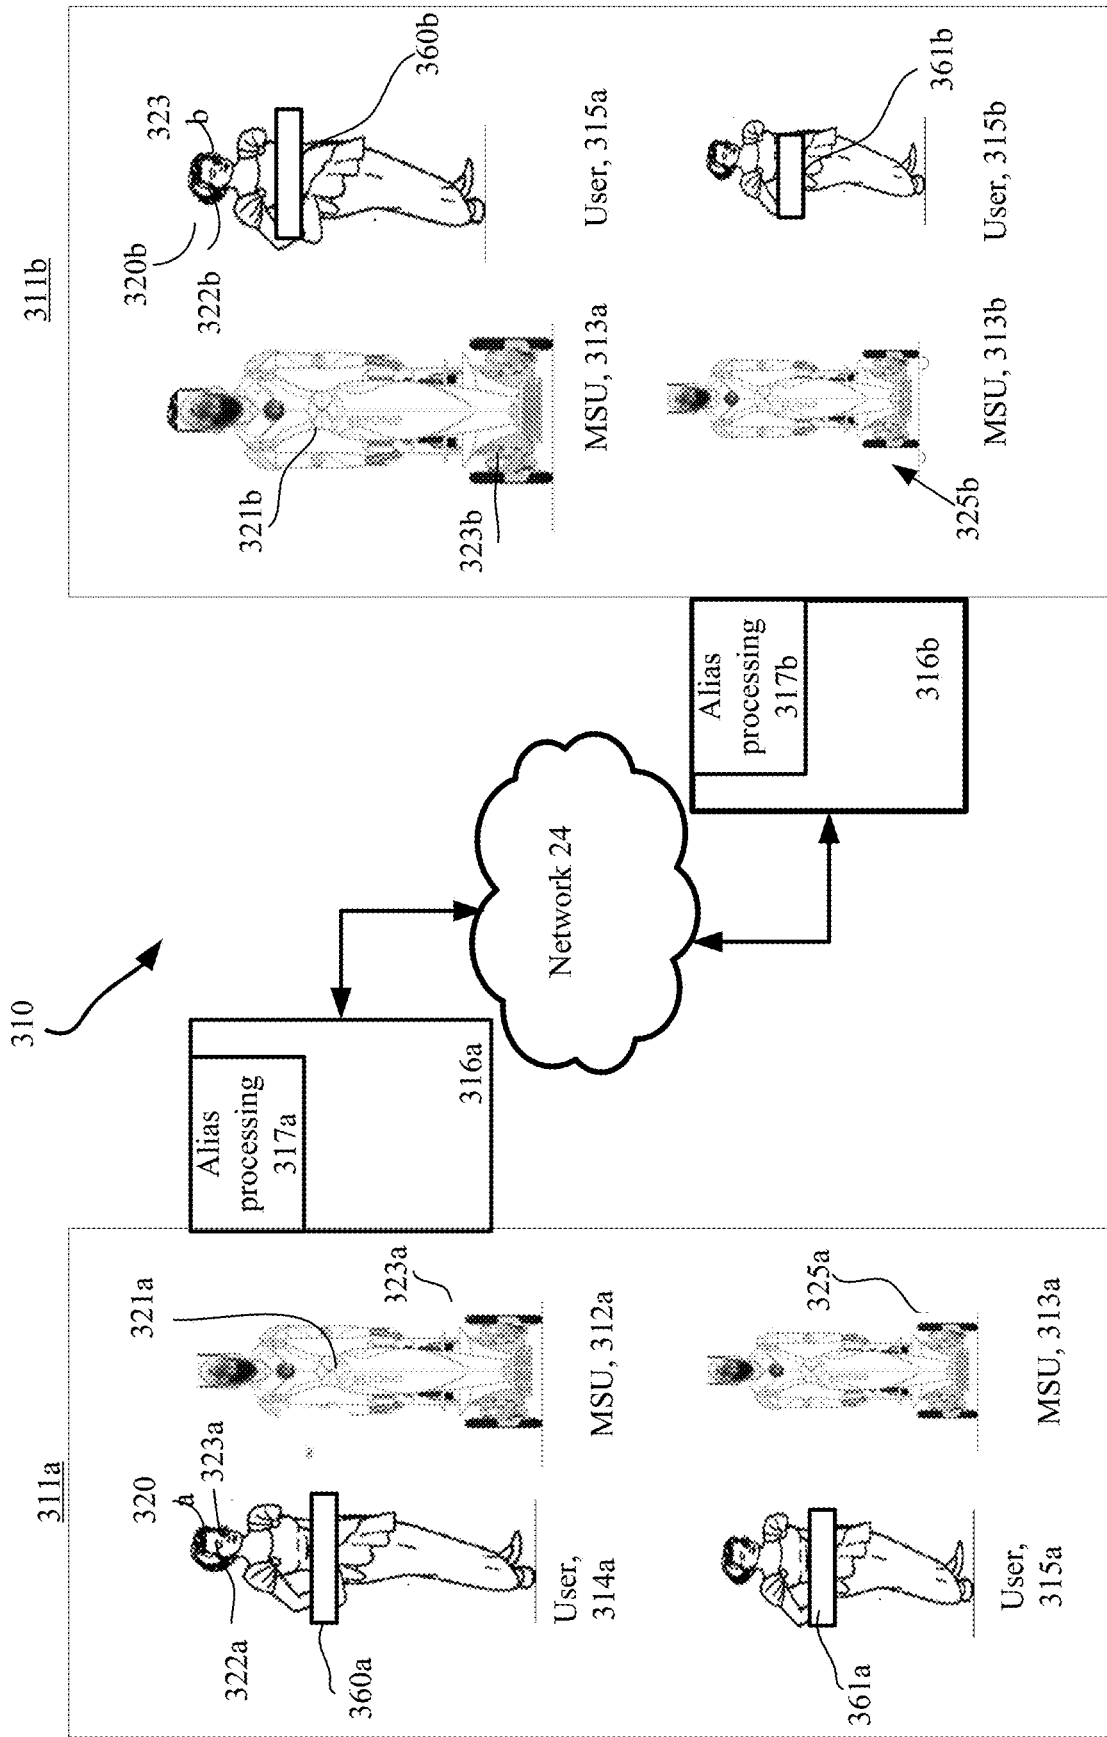 310
311a
320
a
323a
322a
360a
User,
314a
321a
323a
MSU, 312a
361a
User,
315a
325a
MSU, 313a
Alias
processing
317a
316a
Network 24
Alias
processing
317b
316b
311b
321b
323b
MSU, 313a
320b
322b
323
b
360b
User, 315a
325b
MSU, 313b
361b
User, 315b